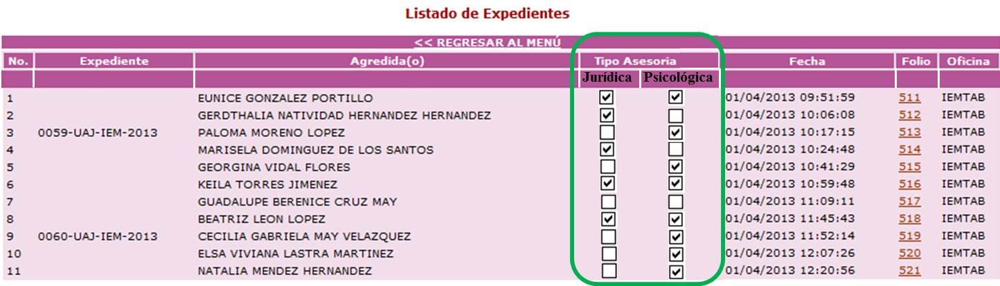 Listado de Expedientes
<< REGRESAR AL MENÚ
No. Expediente Agredida(o) Tipo Asesoria Fecha Folio Oficina
Jurídica Psicológica
1 EUNICE GONZALEZ PORTILLO 01/04/2013 09:51:59 511 IEMTAB
2 GERDTHALIA NATIVIDAD HERNANDEZ HERNANDEZ 01/04/2013 10:06:08 512 IEMTAB
3 0059-UAJ-IEM-2013 PALOMA MORENO LOPEZ 01/04/2013 10:17:15 513 IEMTAB
4 MARISELA DOMINGUEZ DE LOS SANTOS 01/04/2013 10:24:48 514 IEMTAB
5 GEORGINA VIDAL FLORES 01/04/2013 10:41:29 515 IEMTAB
6 KEILA TORRES JIMENEZ 01/04/2013 10:59:48 516 IEMTAB
7 GUADALUPE BERENICE CRUZ MAY 01/04/2013 11:09:11 517 IEMTAB
8 BEATRIZ LEON LOPEZ 01/04/2013 11:45:43 518 IEMTAB
9 0060-UAJ-IEM-2013 CECILIA GABRIELA MAY VELAZQUEZ 01/04/2013 11:52:14 519 IEMTAB
10 ELSA VIVIANA LASTRA MARTINEZ 01/04/2013 12:07:26 520 IEMTAB
11 NATALIA MENDEZ HERNANDEZ 01/04/2013 12:20:56 521 IEMTAB